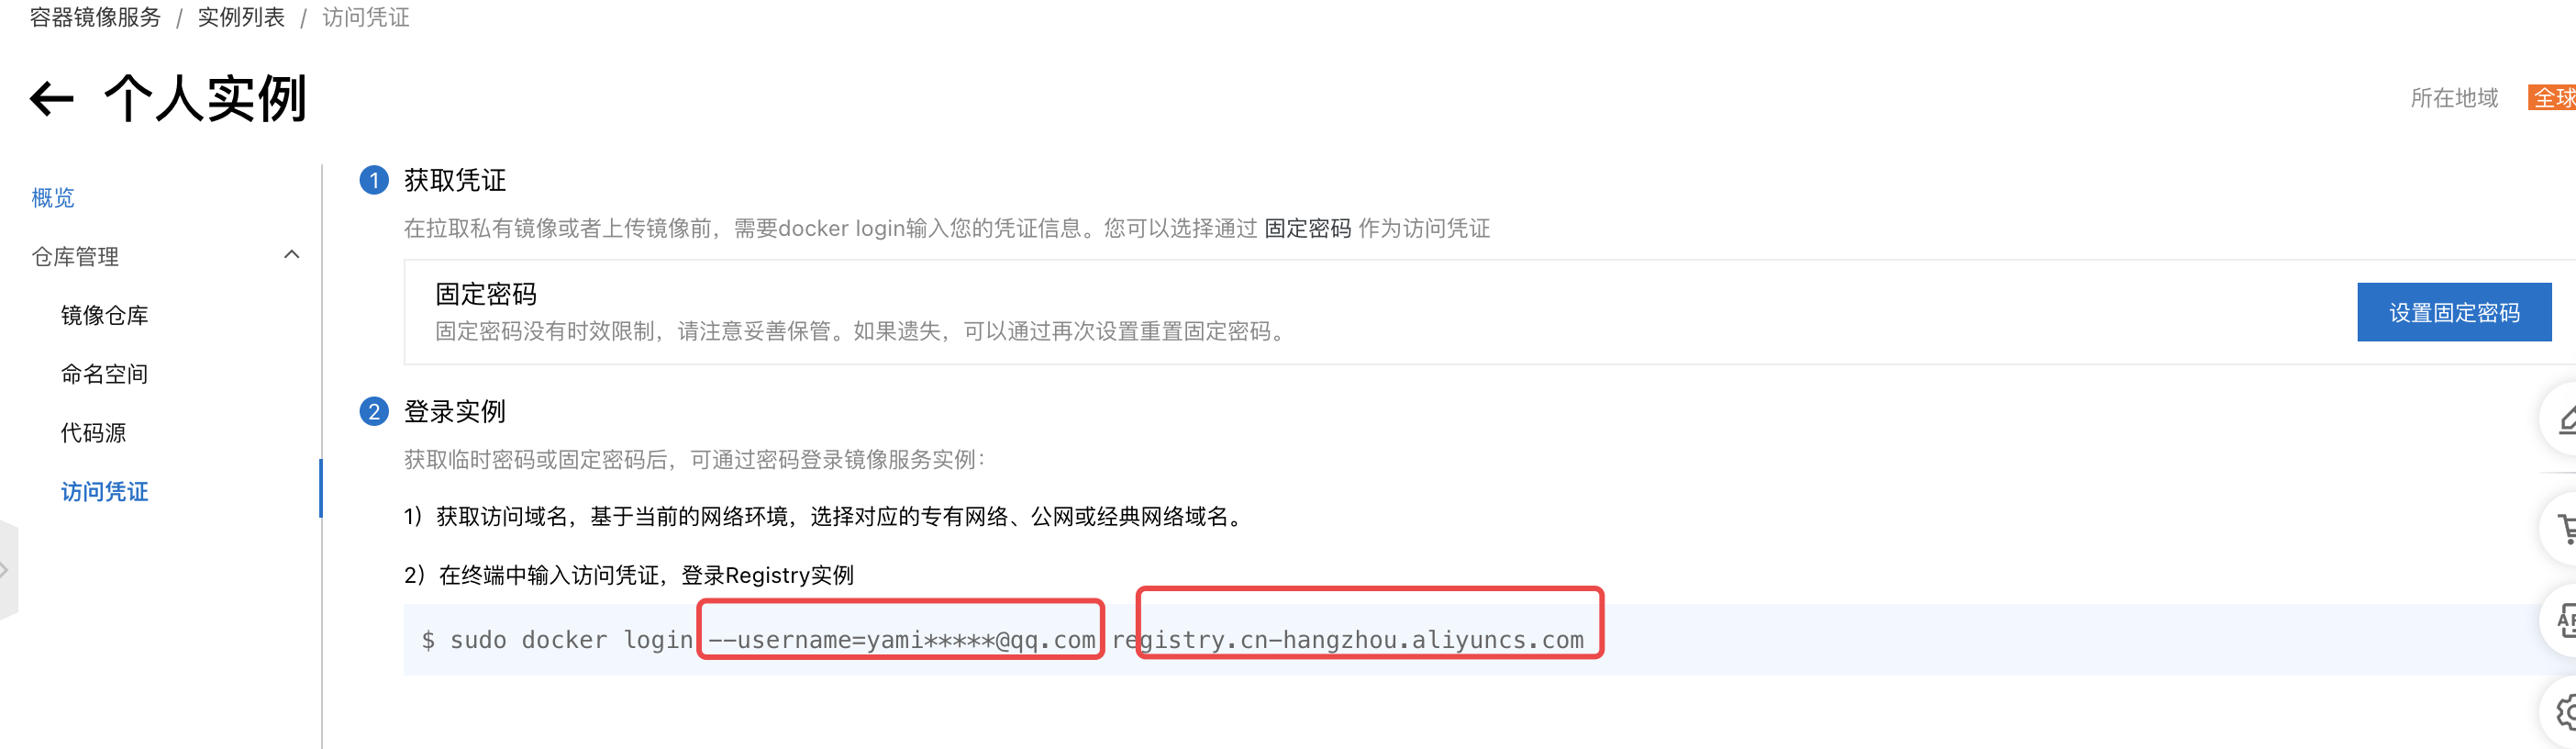 容器镜像服务 / 实例列表 / 访问凭证
个人实例
所在地域 全球
概览
仓库管理
镜像仓库
命名空间
代码源
访问凭证
1 获取凭证
在拉取私有镜像或者上传镜像前，需要docker login输入您的凭证信息。您可以选择通过 固定密码 作为访问凭证
固定密码
固定密码没有时效限制，请注意妥善保管。如果遗失，可以通过再次设置重置固定密码。
设置固定密码
2 登录实例
获取临时密码或固定密码后，可通过密码登录镜像服务实例：
1）获取访问域名，基于当前的网络环境，选择对应的专有网络、公网或经典网络域名。
2）在终端中输入访问凭证，登录Registry实例
$ sudo docker login --username=yami*****@qq.com registry.cn-hangzhou.aliyuncs.com